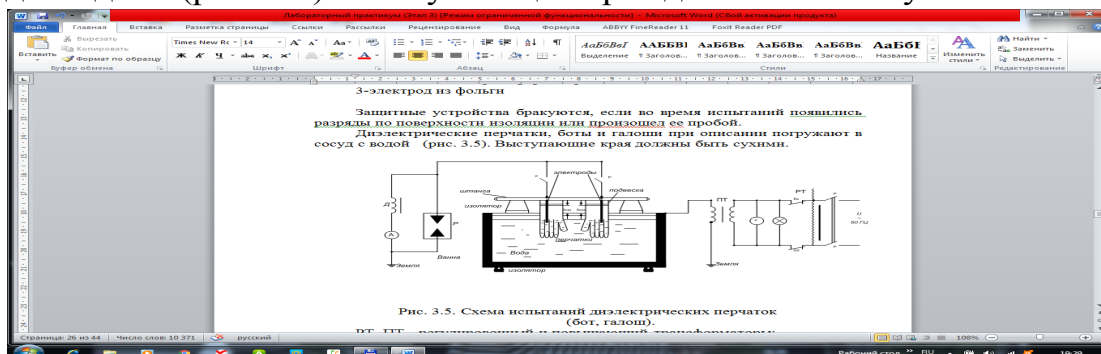 Лабораторный практикум (Этап 2) [Режим ограниченной функциональности] - Microsoft Word (Сбой активации продукта)
Файл Главная Вставка Разметка страницы Ссылки Рассылки Рецензирование Вид Формулы ABBYY FineReader 11 Foxit Reader PDF
Вставить
Вырезать
Копировать
Формат по образцу
Буфер обмена
Times New Rc 14
Ж К Ч
Шрифт
Абзац
АаБбВвГ ААББВ) АаБбВв АаБбВв АаБбВв АаБбІ
Выделение ¶ Заголов... ¶ Заголов... ¶ Заголов... ¶ Заголов... Название
Стили
Изменить стили
Найти
Заменить
Выделить
Редактирование
3-электрод из фольги
Защитные устройства бракуются, если во время испытаний появились
разряды по поверхности изоляции или произошел ее пробой.
Диэлектрические перчатки, боты и галоши при описании погружают в
сосуд с водой (рис. 3.5). Выступающие края должны быть сухими.
электроды
штанга
подвеска
изолятор
Д
Р
А
ПТ
РТ
U
50 ГЦ
перчатки
Вода
Ванна
Земля
изолятор
Земля
Рис. 3.5. Схема испытаний диэлектрических перчаток
(бот, галош).
РТ, ПТ - регулировочный и повышающий трансформаторы;
Страница: 26 из 44 Число слов: 10 371 русский 108%
Рабочий стол RU 19:29